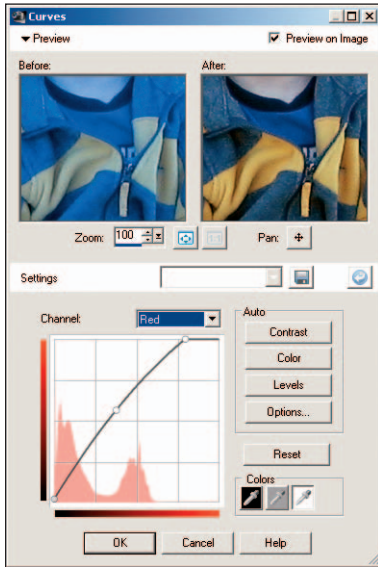 Curves
Preview
Preview on Image
Before:
After:
Zoom: 100
Pan:
Settings
Channel: Red
Auto
Contrast
Color
Levels
Options...
Reset
Colors
OK
Cancel
Help